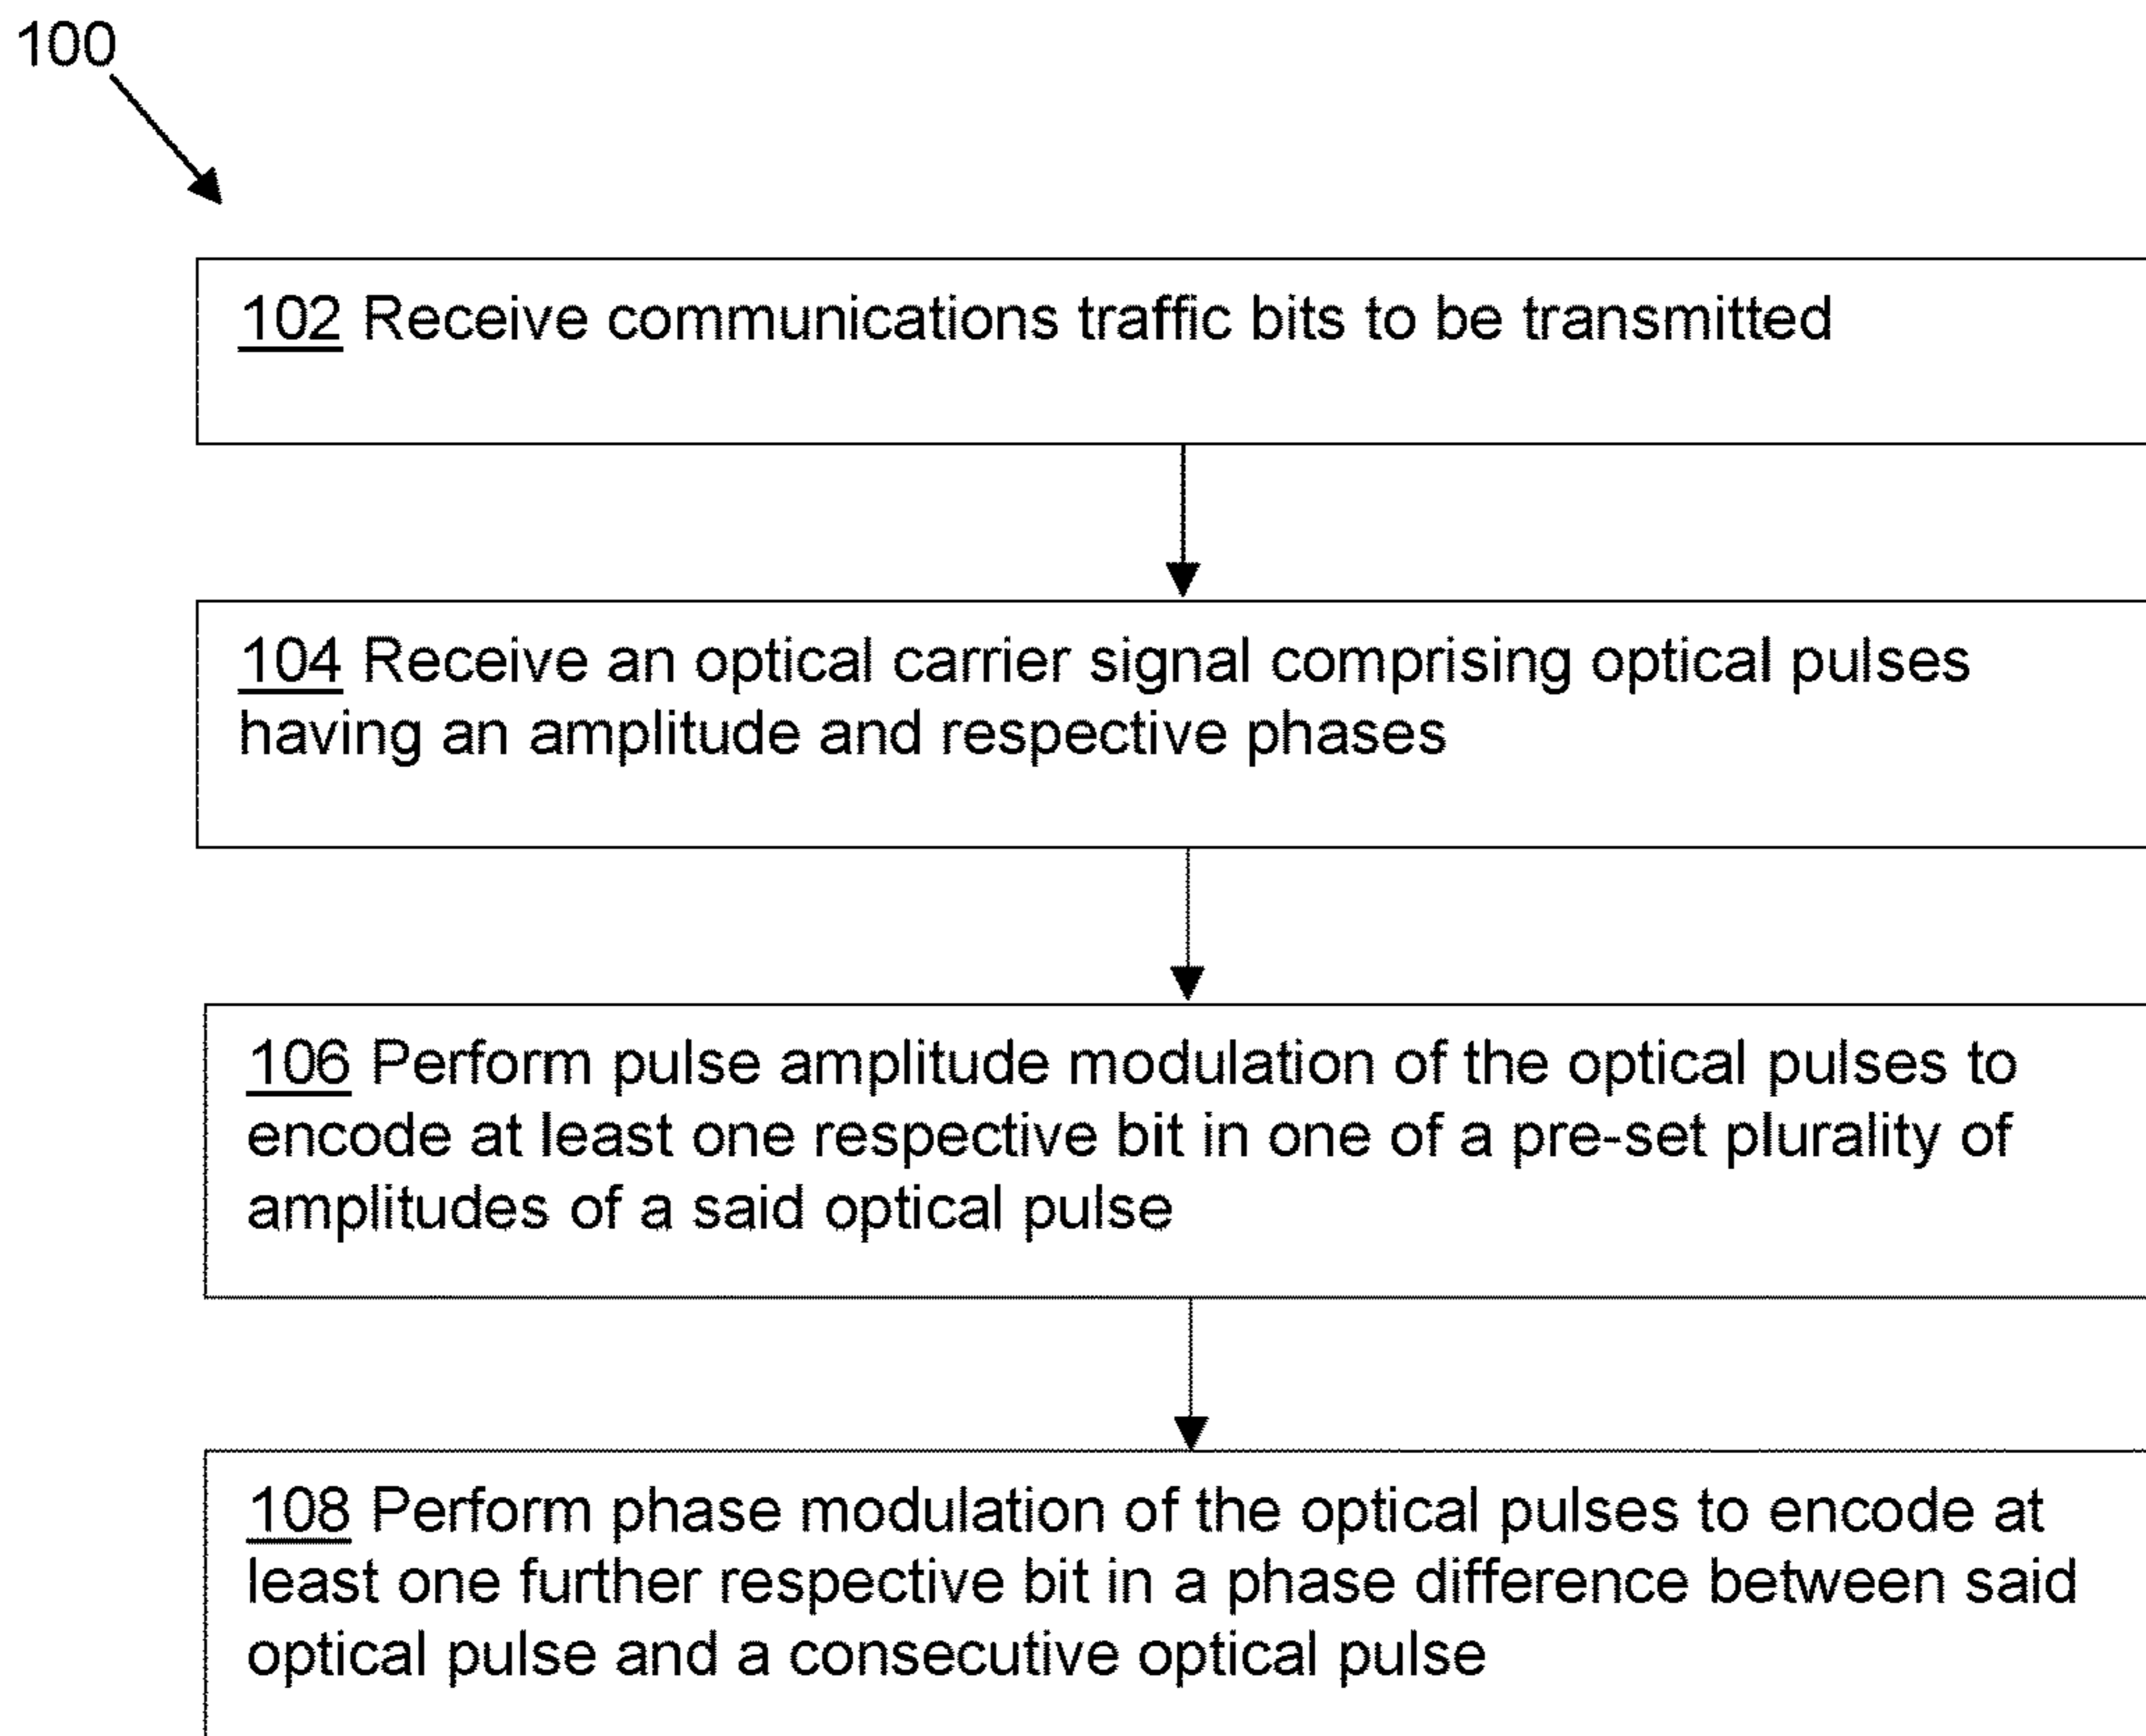 100
102 Receive communications traffic bits to be transmitted
104 Receive an optical carrier signal comprising optical pulses
having an amplitude and respective phases
106 Perform pulse amplitude modulation of the optical pulses to
encode at least one respective bit in one of a pre-set plurality of
amplitudes of a said optical pulse
108 Perform phase modulation of the optical pulses to encode at
least one further respective bit in a phase difference between said
optical pulse and a consecutive optical pulse